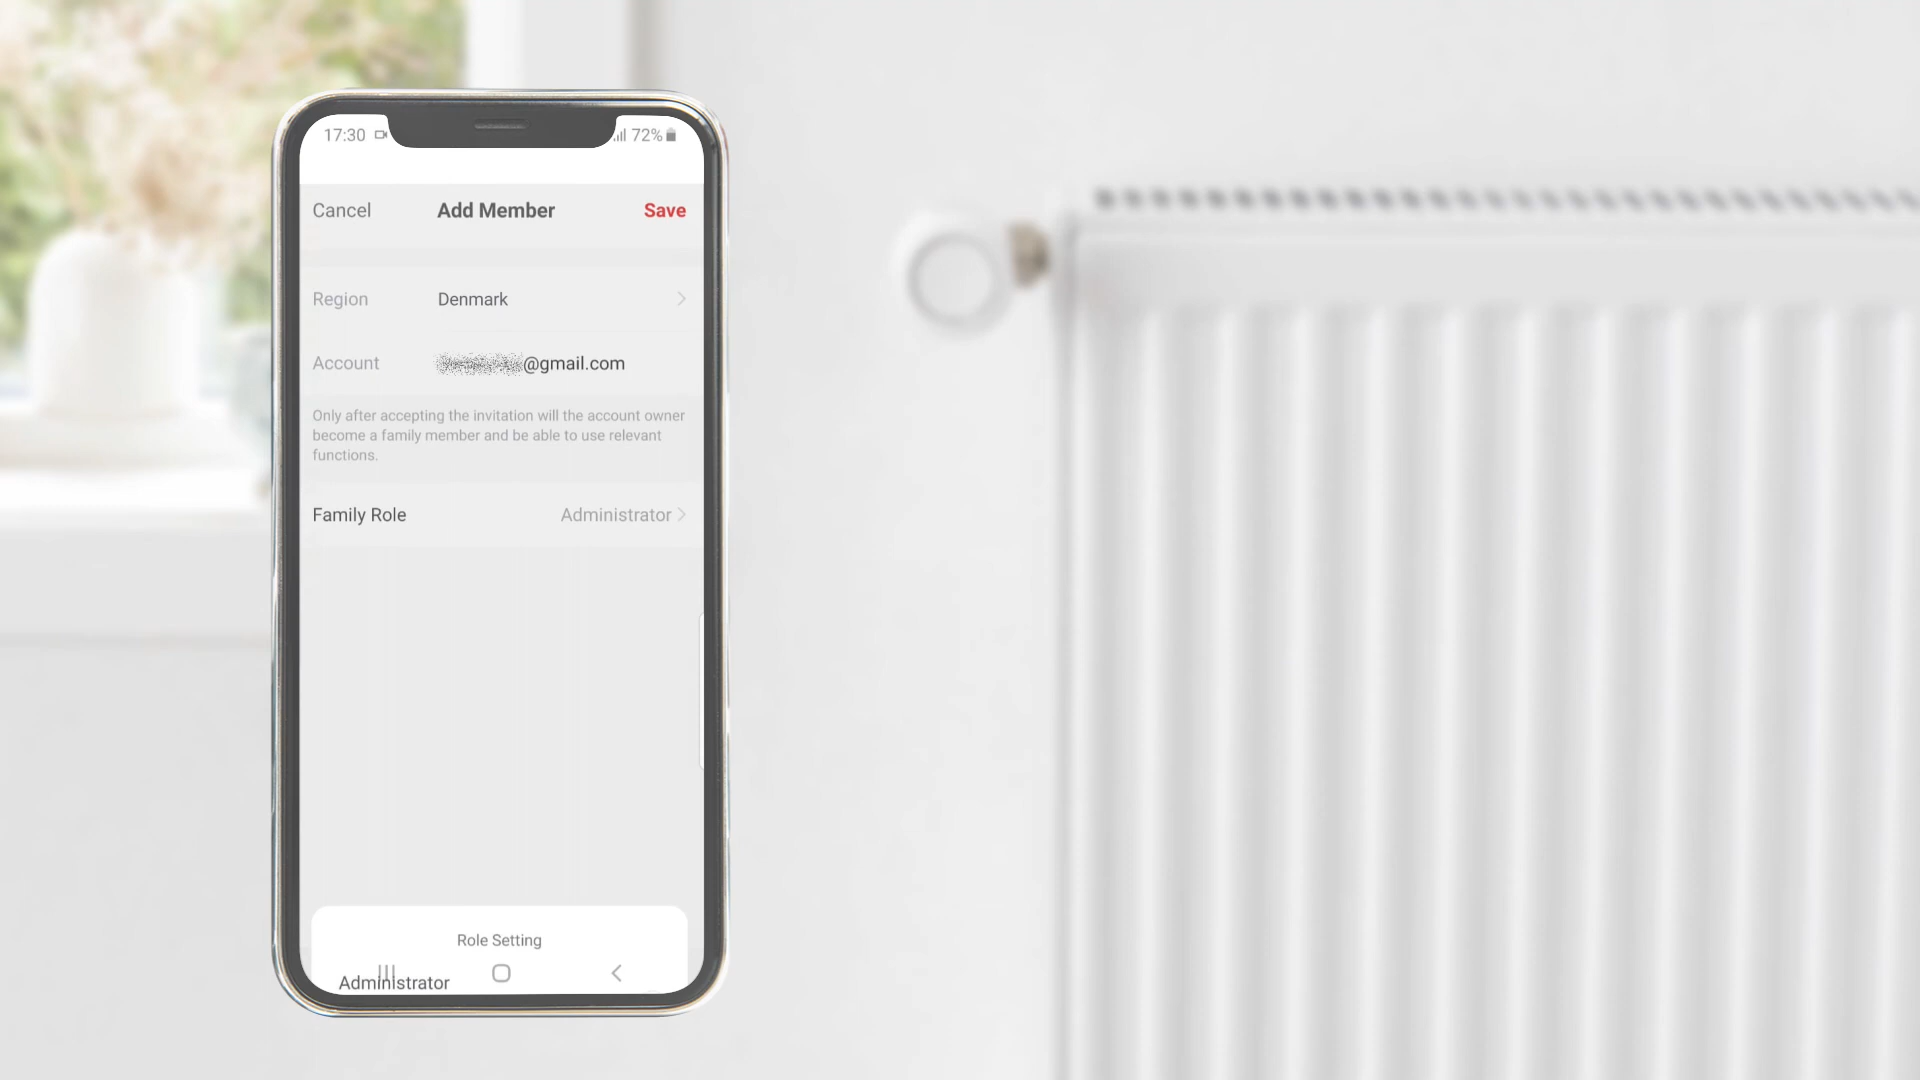 17:30 72%
Cancel Add Member Save
Region Denmark
Account @gmail.com
Only after accepting the invitation will the account owner
become a family member and be able to use relevant
functions.
Family Role Administrator
Role Setting
Administrator